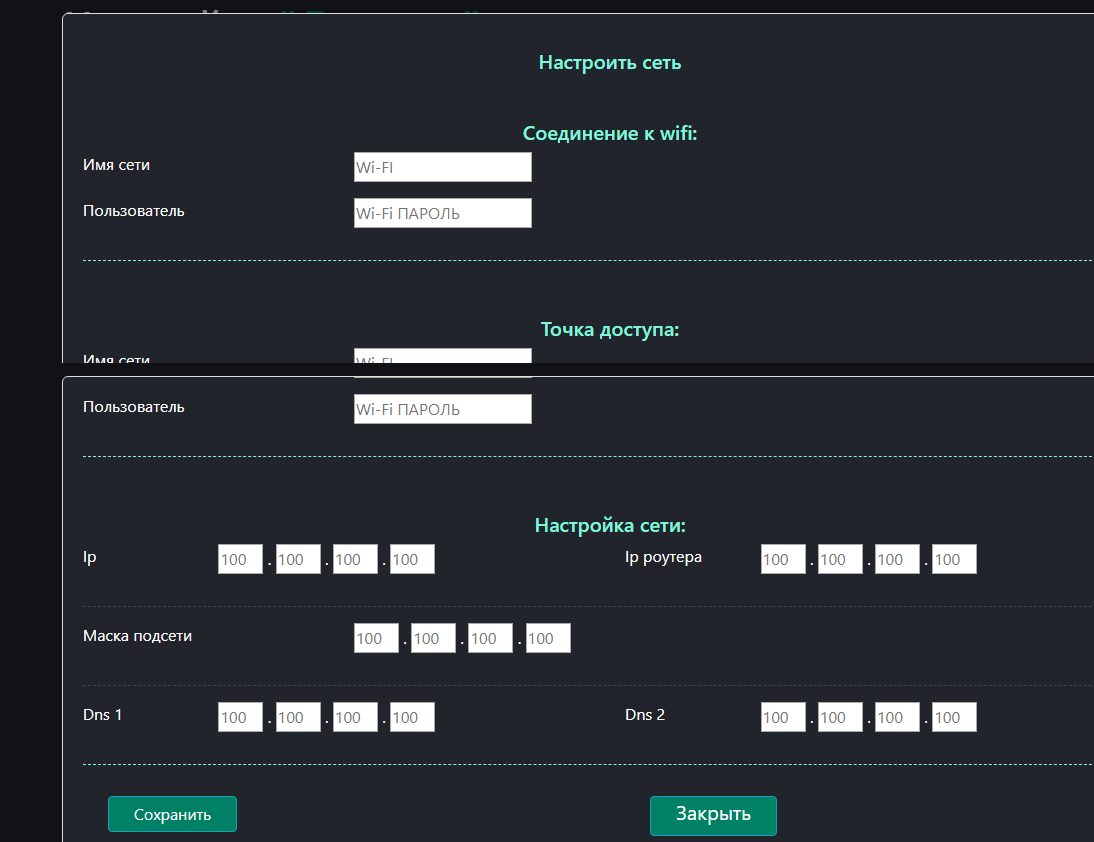 Настроить сеть
Соединение к wifi:
Имя сети Wi-FI
Пользователь Wi-Fi ПАРОЛЬ
Точка доступа:
Имя сети Wi-FI
Пользователь Wi-Fi ПАРОЛЬ
Настройка сети:
Ip 100 . 100 . 100 . 100 Ip роутера 100 . 100 . 100 . 100
Маска подсети 100 . 100 . 100 . 100
Dns 1 100 . 100 . 100 . 100 Dns 2 100 . 100 . 100 . 100
Сохранить Закрыть